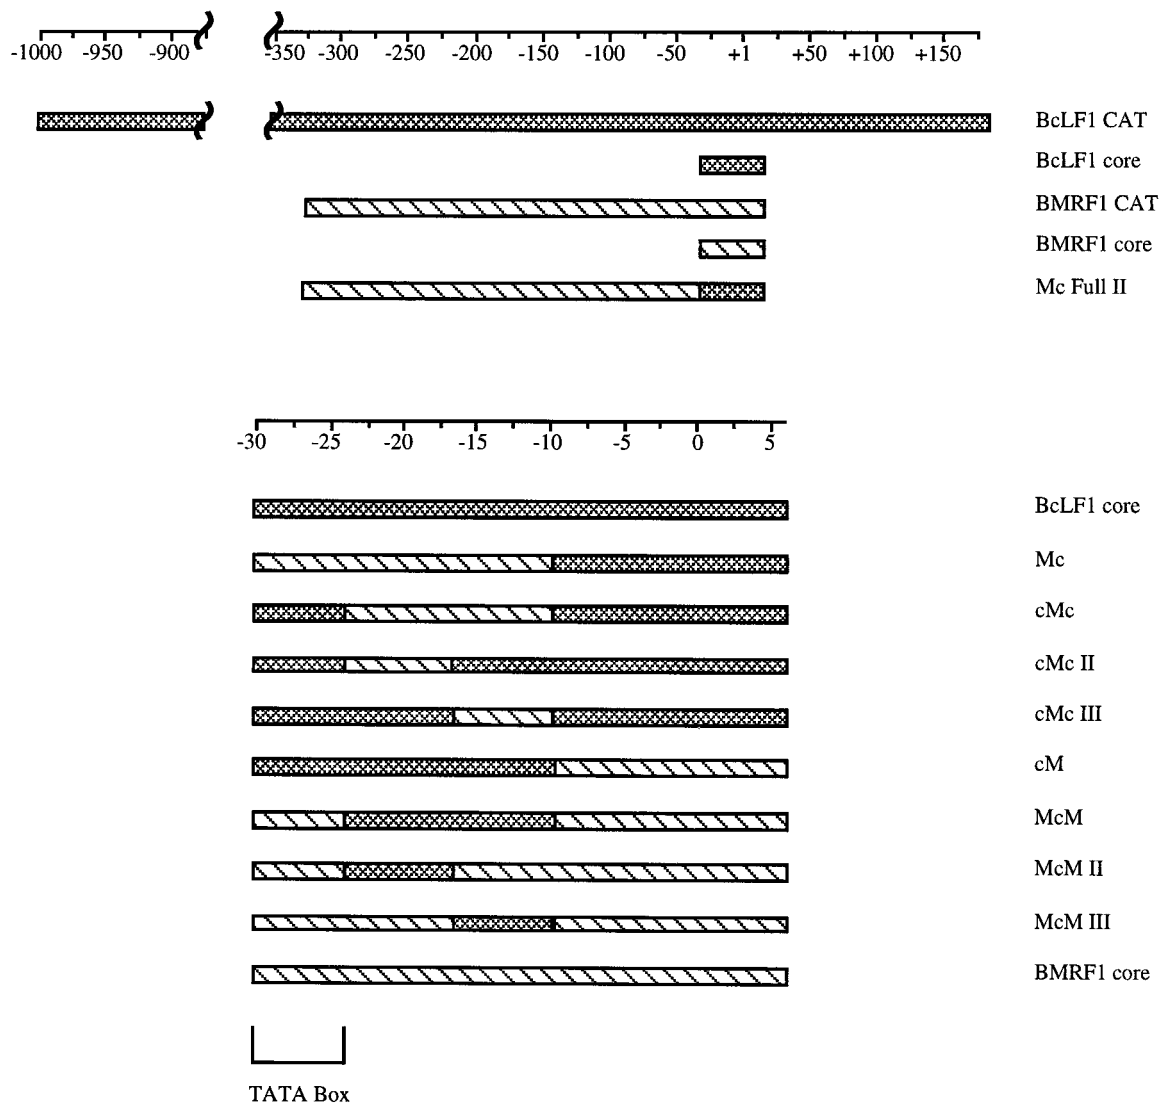 -1000 -950 -900 -350 -300 -250 -200 -150 -100 -50 +1 +50 +100 +150
BcLF1 CAT
BcLF1 core
BMRF1 CAT
BMRF1 core
Mc Full II
-30 -25 -20 -15 -10 -5 0 5
BcLF1 core
Mc
cMc
cMc II
cMc III
cM
McM
McM II
McM III
BMRF1 core
TATA Box